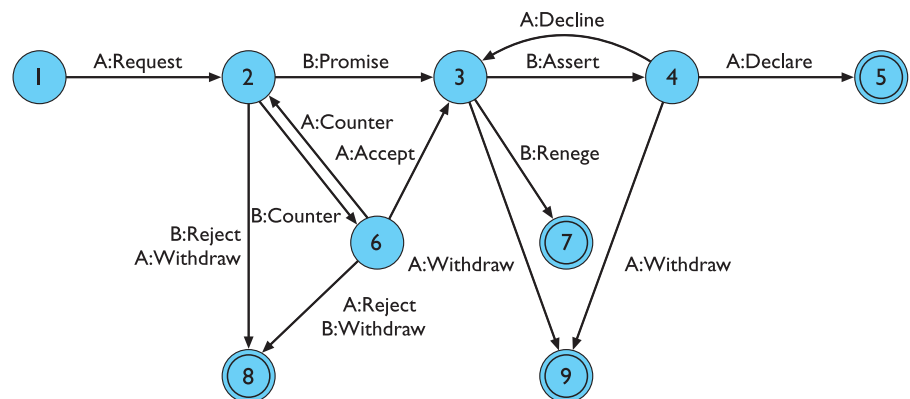 A:Decline
A:Request
B:Promise
B:Assert
A:Declare
1
2
3
4
5
A:Counter
A:Accept
B:Renege
B:Counter
B:Reject
A:Withdraw
6
7
A:Withdraw
A:Withdraw
A:Reject
B:Withdraw
8
9